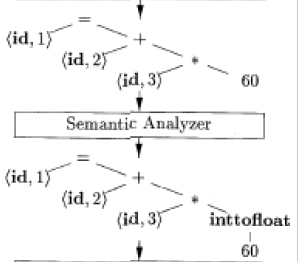 =
⟨id, 1⟩ +
⟨id, 2⟩ *
⟨id, 3⟩ 60
Semantic Analyzer
=
⟨id, 1⟩ +
⟨id, 2⟩ *
⟨id, 3⟩ inttofloat
60